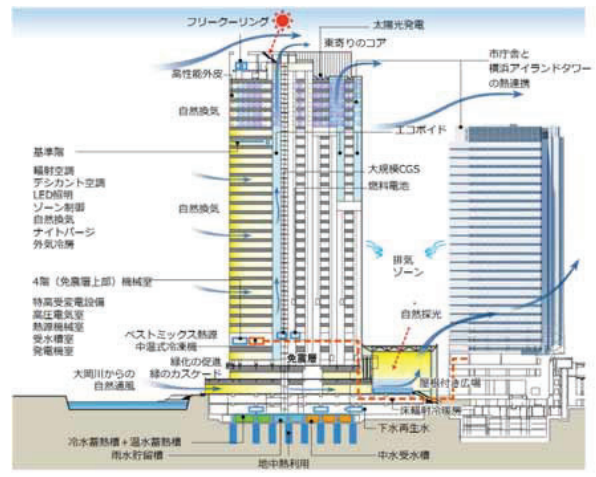 フリークーリング
太陽光発電
東寄りのコア
市庁舎と
横浜アイランドタワー
の熱連携
高性能外皮
自然換気
エコボイド
基準階
輻射空調
デシカント空調
LED照明
ゾーン制御
自然換気
ナイトパージ
外気冷房
大規模CGS
燃料電池
自然換気
排気
ゾーン
4階(免震層上部)機械室
特高受変電設備
高圧電気室
熱源機械室
受水槽室
発電機室
自然採光
ベストミックス熱源
中温式冷凍機
免震層
緑化の促進
緑のカスケード
大岡川からの
自然通風
屋根付き広場
床輻射冷暖房
下水再生水
冷水蓄熱槽+温水蓄熱槽
雨水貯留槽
地中熱利用
中水受水槽